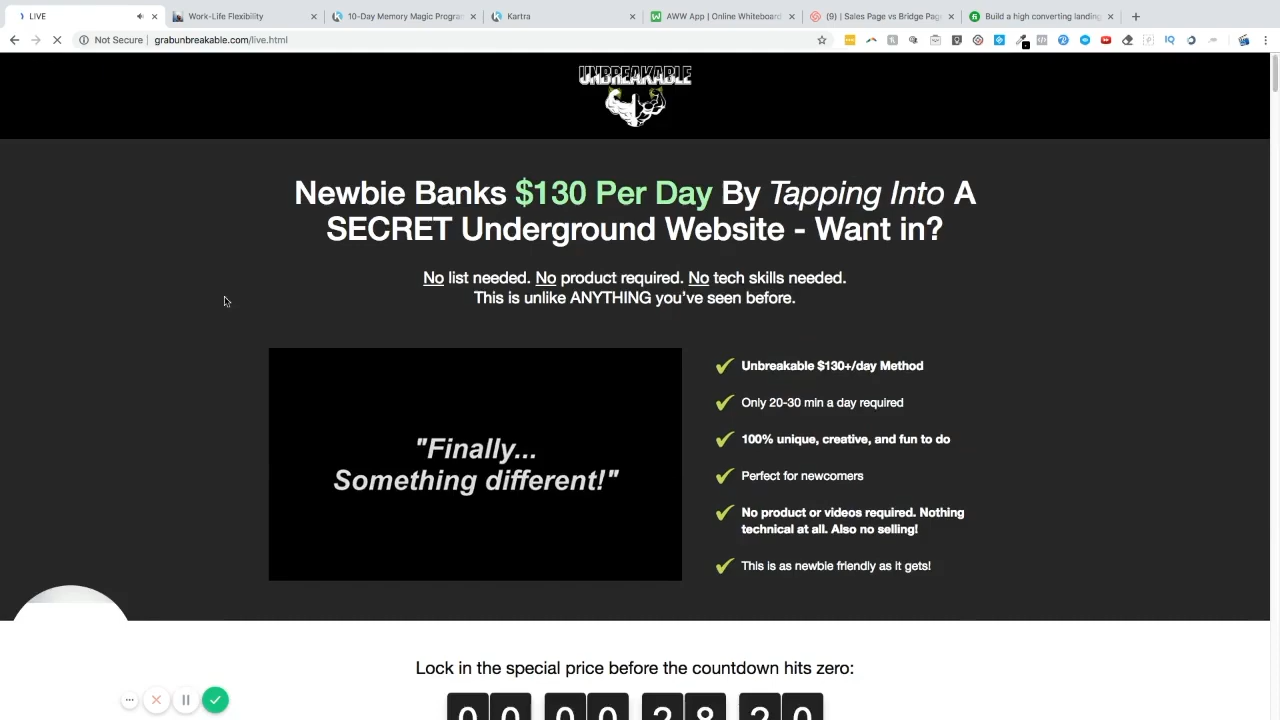 LIVE
Work-Life Flexibility
10-Day Memory Magic Program
Kartra
AWW App | Online Whiteboard
(9) | Sales Page vs Bridge Page
Build a high converting landing
Not Secure | grabunbreakable.com/live.html
IQ
UNBREAKABLE
Newbie Banks $130 Per Day By Tapping Into A
SECRET Underground Website - Want in?
No list needed. No product required. No tech skills needed.
This is unlike ANYTHING you've seen before.
"Finally...
Something different!"
Unbreakable $130+/day Method
Only 20-30 min a day required
100% unique, creative, and fun to do
Perfect for newcomers
No product or videos required. Nothing
technical at all. Also no selling!
This is as newbie friendly as it gets!
Lock in the special price before the countdown hits zero:
00 00 28 20